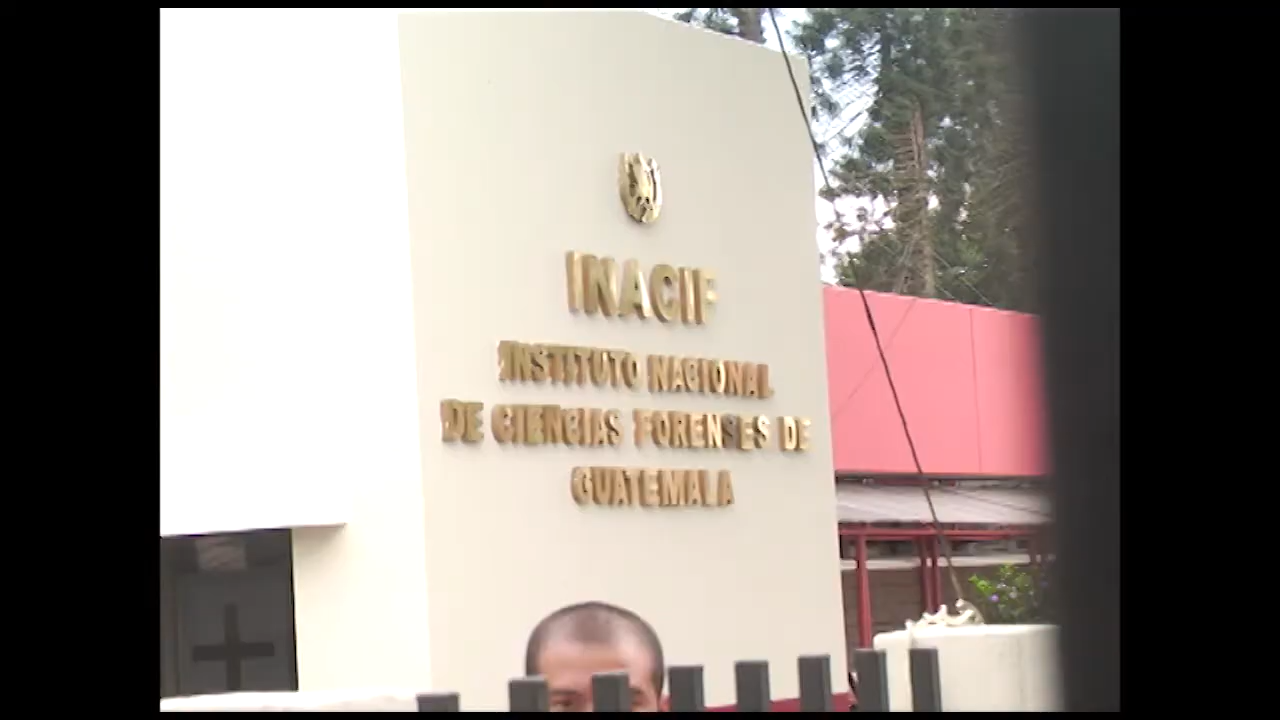 INACIF
INSTITUTO NACIONAL
DE CIENCIAS FORENSES DE
GUATEMALA